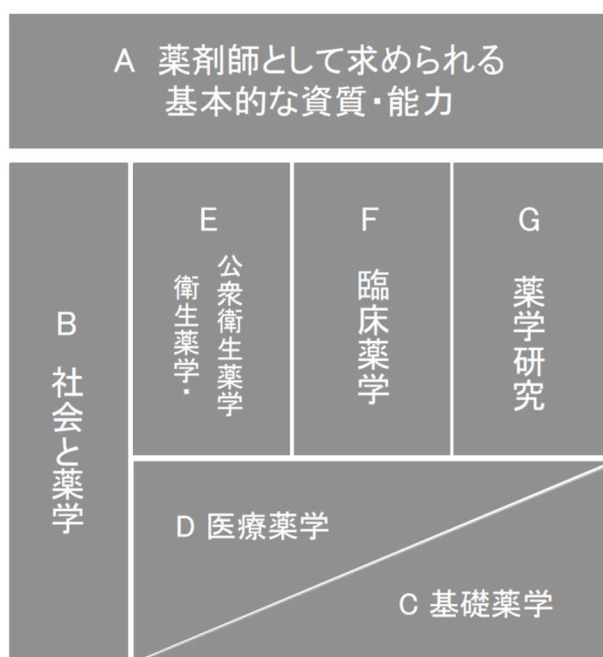 A 薬剤師として求められる
基本的な資質・能力
B 社会と薬学
E
衛生薬学・
公衆衛生薬学
F
臨床薬学
G
薬学研究
D 医療薬学
C 基礎薬学